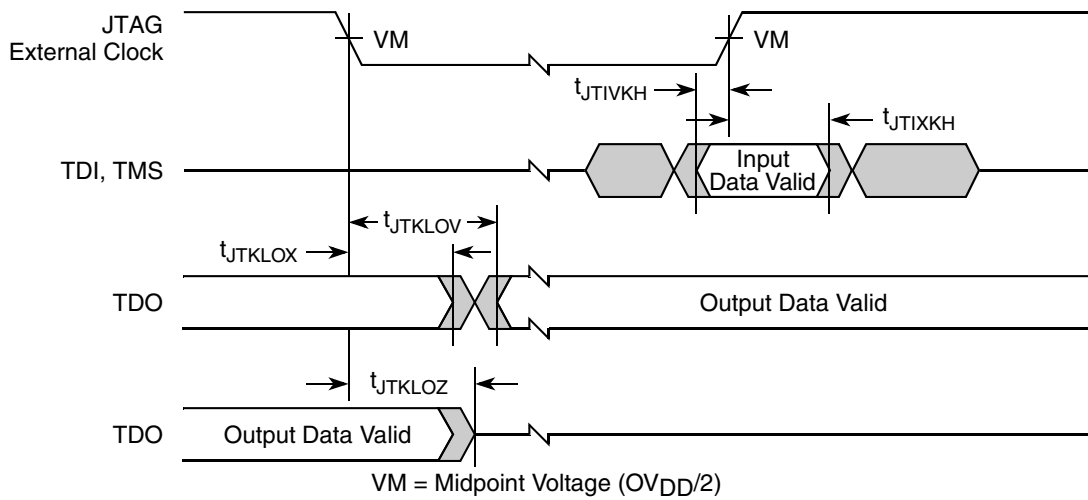 JTAG
External Clock
VM
VM
tJTIVKH
tJTIXKH
TDI, TMS
Input
Data Valid
tJTKLOV
tJTKLOX
TDO
Output Data Valid
tJTKLOZ
TDO
Output Data Valid
VM = Midpoint Voltage (OVDD/2)